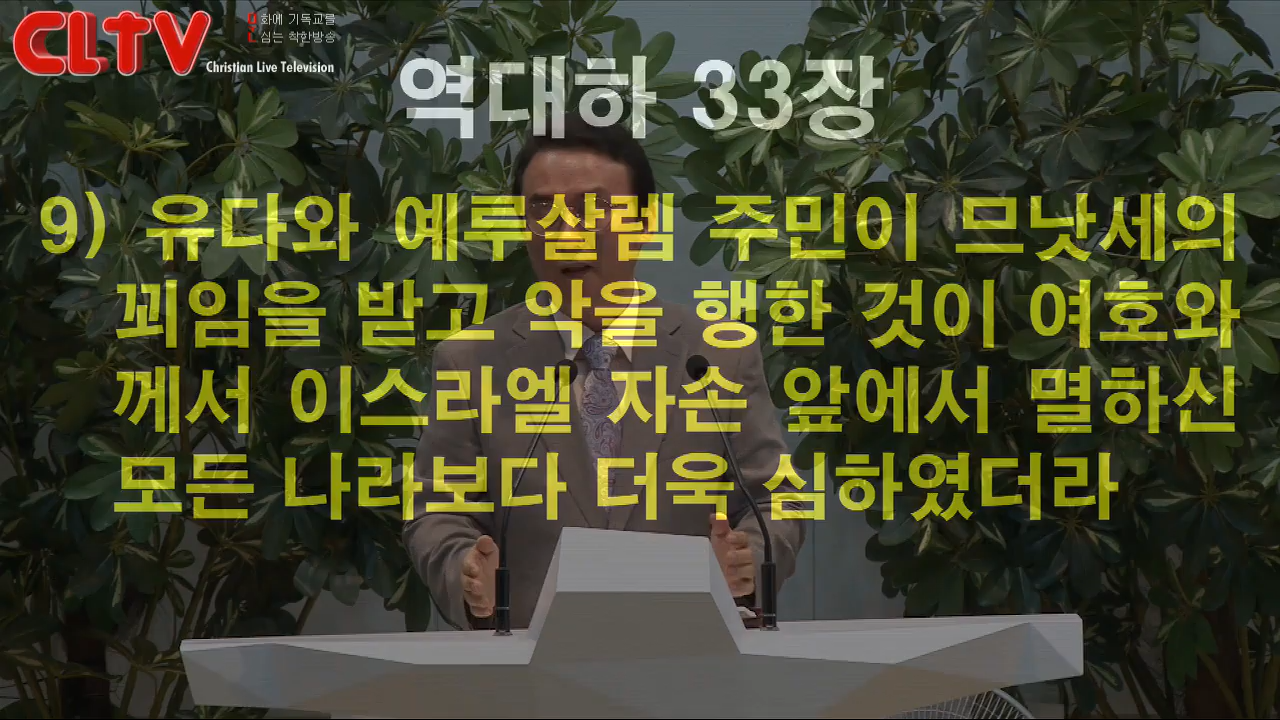 CLTV
문화에 기독교를
심는 착한방송
Christian Live Television
역대하 33장
9) 유다와 예루살렘 주민이 므낫세의
꾀임을 받고 악을 행한 것이 여호와
께서 이스라엘 자손 앞에서 멸하신
모든 나라보다 더욱 심하였더라